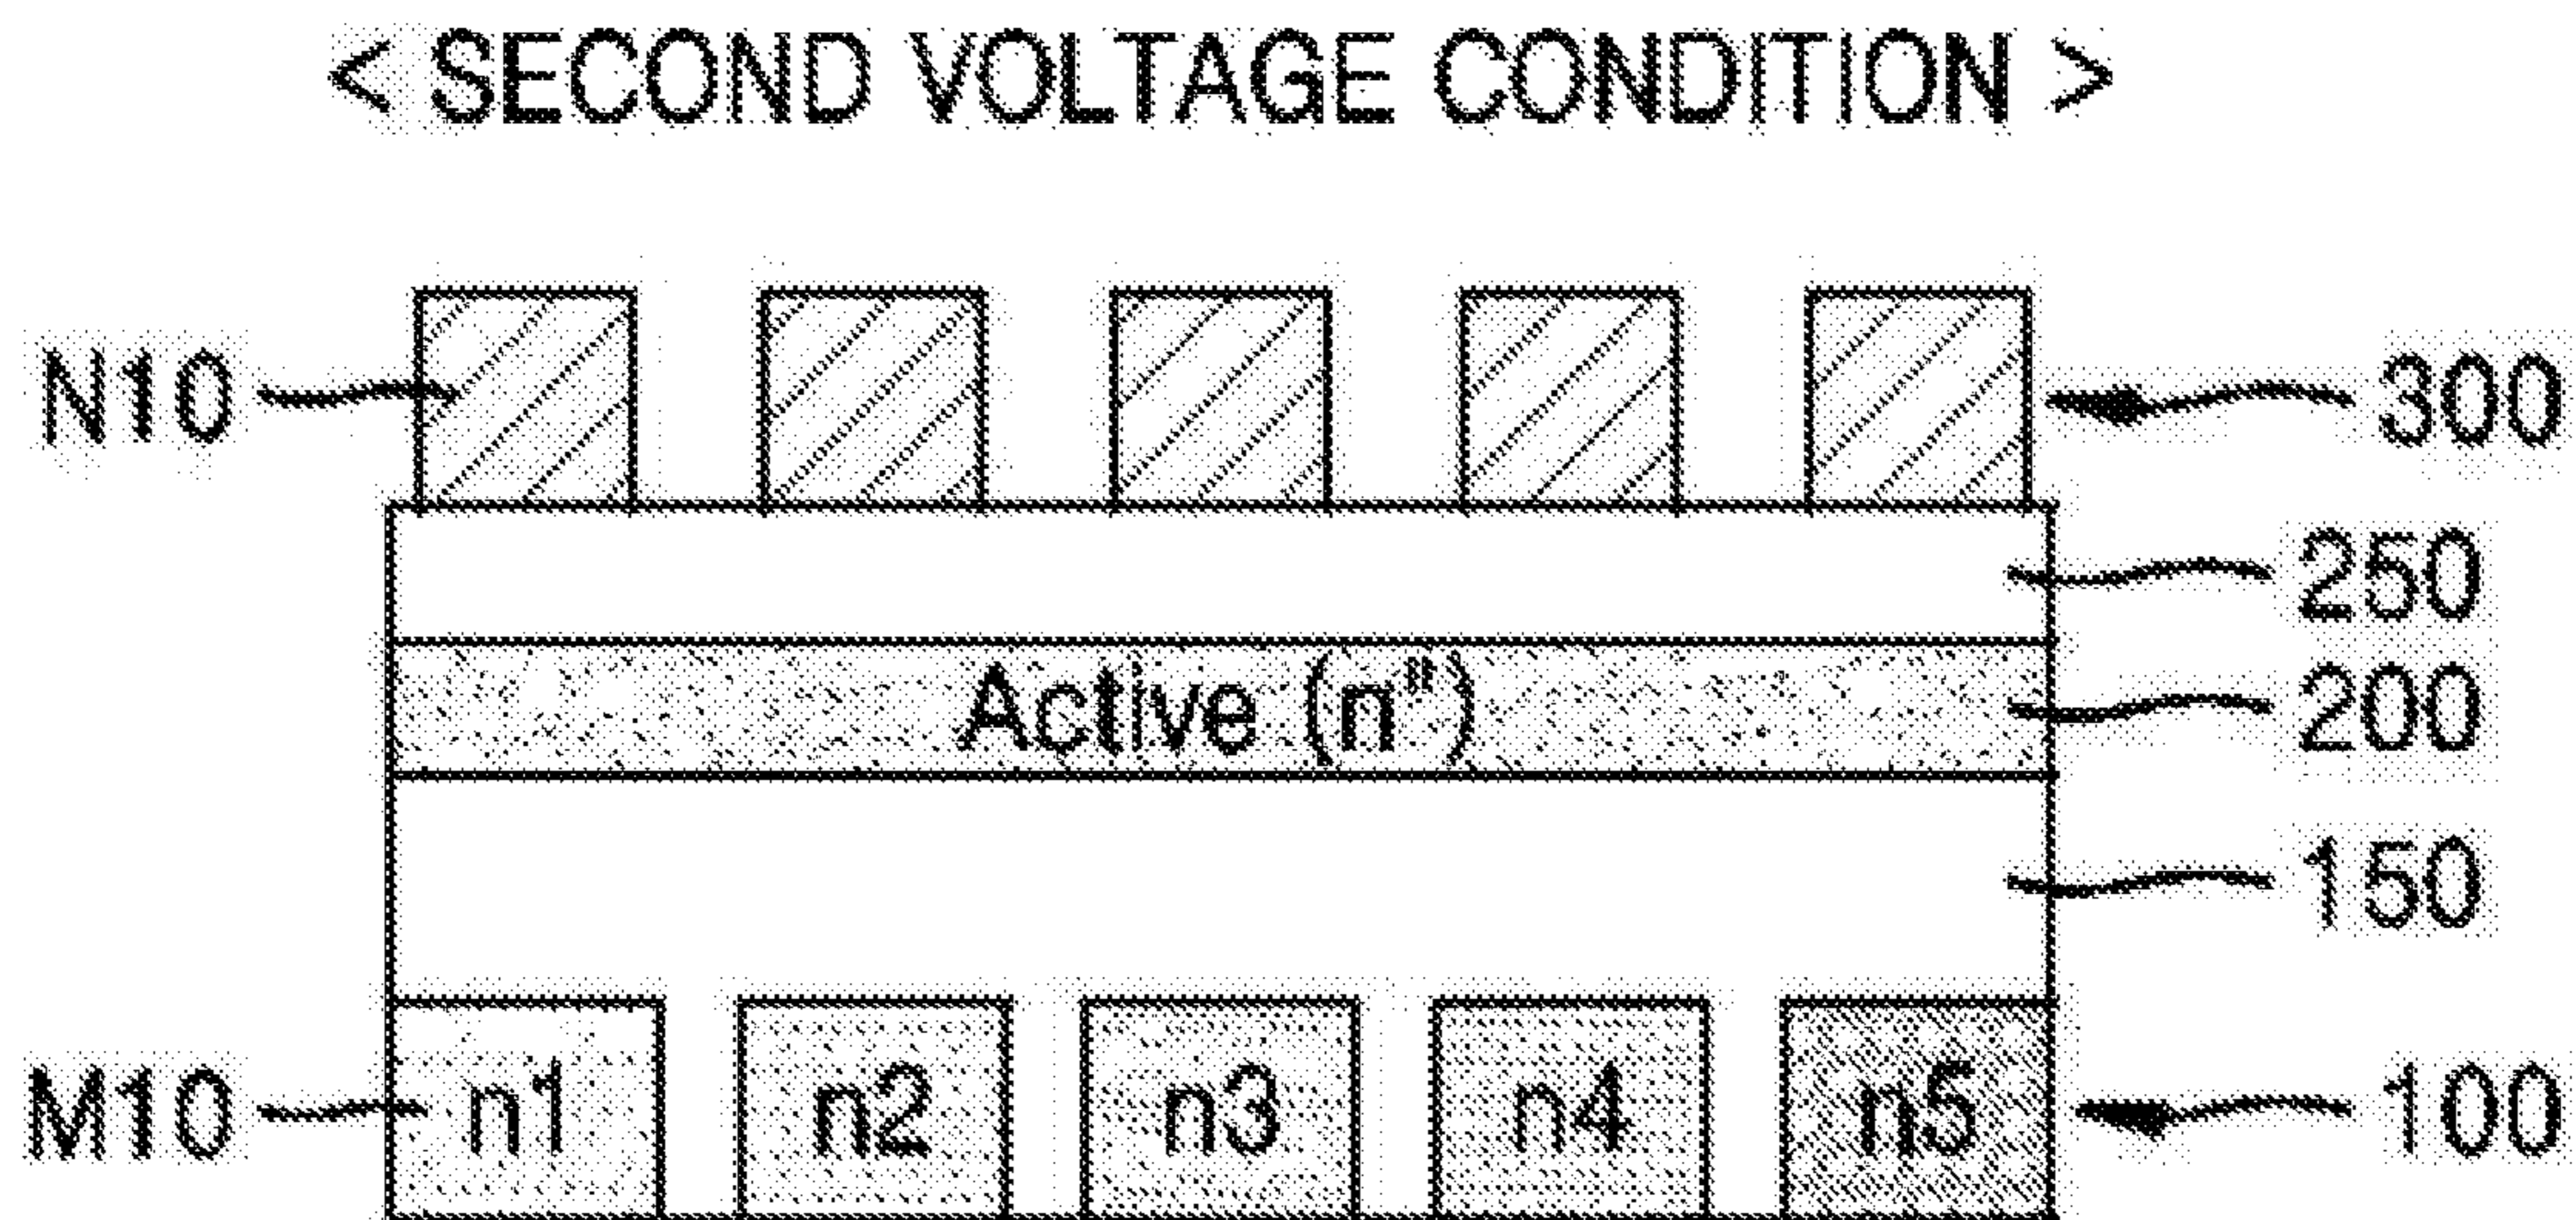 < SECOND VOLTAGE CONDITION >
N10 300
250
Active (n") 200
150
M10 n1 n2 n3 n4 n5 100